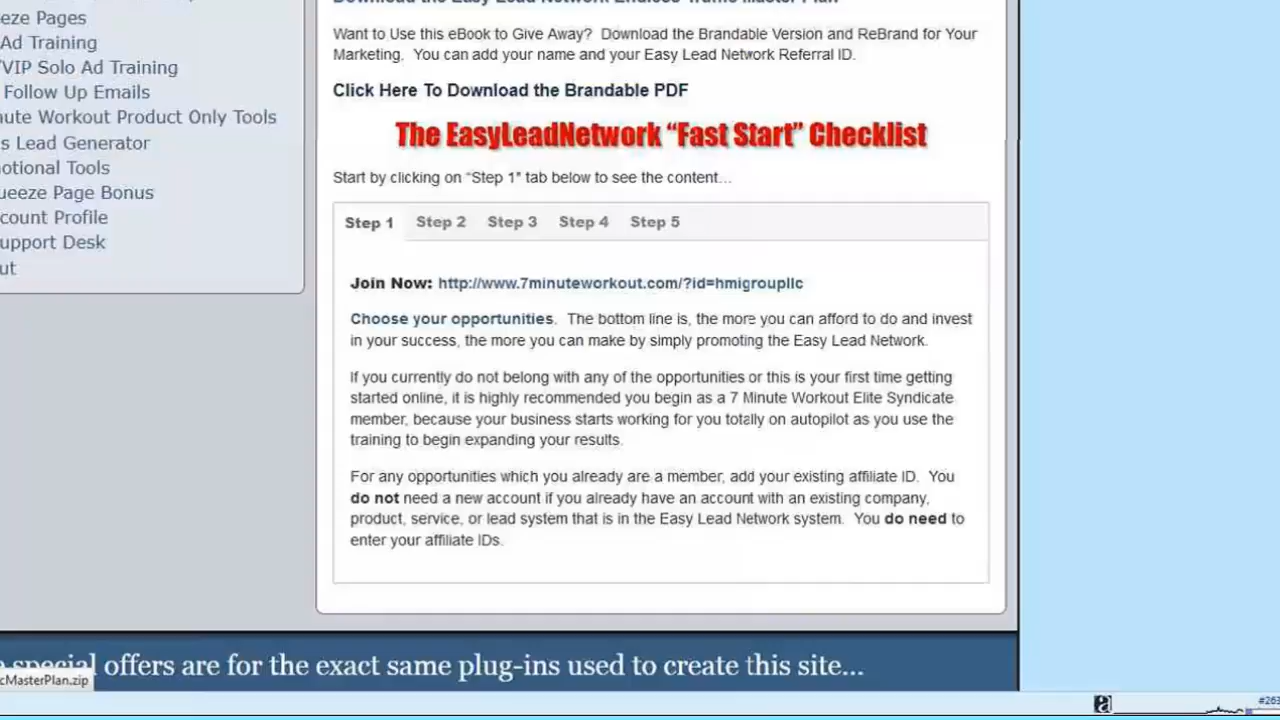 Download the Easy Lead Network Endless Traffic Master Plan
Want to Use this eBook to Give Away? Download the Brandable Version and ReBrand for Your
Marketing. You can add your name and your Easy Lead Network Referral ID.
Click Here To Download the Brandable PDF
The EasyLeadNetwork “Fast Start” Checklist
Start by clicking on “Step 1” tab below to see the content…
Step 1 Step 2 Step 3 Step 4 Step 5
Join Now: http://www.7minuteworkout.com/?id=hmigroupllc
Choose your opportunities. The bottom line is, the more you can afford to do and invest
in your success, the more you can make by simply promoting the Easy Lead Network.
If you currently do not belong with any of the opportunities or this is your first time getting
started online, it is highly recommended you begin as a 7 Minute Workout Elite Syndicate
member, because your business starts working for you totally on autopilot as you use the
training to begin expanding your results.
For any opportunities which you already are a member, add your existing affiliate ID. You
do not need a new account if you already have an account with an existing company,
product, service, or lead system that is in the Easy Lead Network system. You do need to
enter your affiliate IDs.
eze Pages
Ad Training
/VIP Solo Ad Training
Follow Up Emails
nute Workout Product Only Tools
s Lead Generator
otional Tools
ueeze Page Bonus
count Profile
upport Desk
ut
special offers are for the exact same plug-ins used to create this site…
cMasterPlan.zip